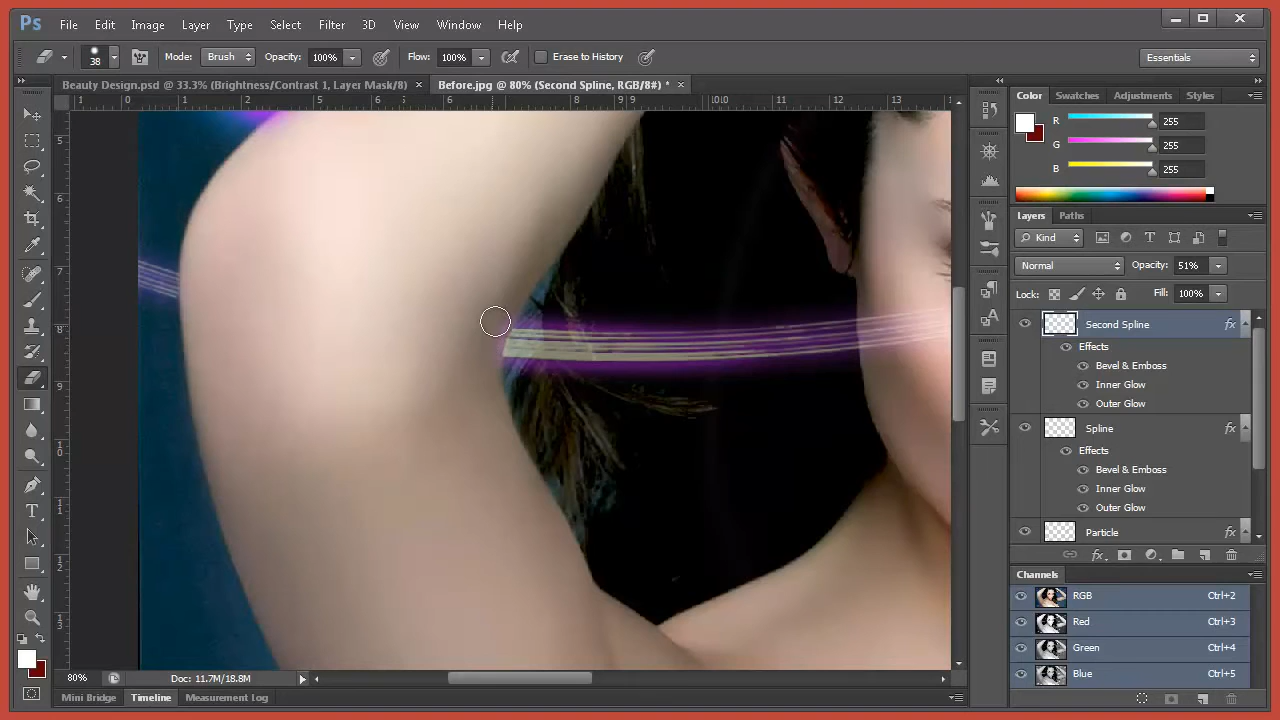 Ps File Edit Image Layer Type Select Filter 3D View Window Help
38 Mode: Brush Opacity: 100% Flow: 100% Erase to History Essentials
Beauty Design.psd @ 33.3% (Brightness/Contrast 1, Layer Mask/8) × Before.jpg @ 80% (Second Spline, RGB/8#) * ×
Color Swatches Adjustments Styles
R 255
G 255
B 255
Layers Paths
Kind
Normal Opacity: 51%
Lock: Fill: 100%
Second Spline fx
Effects
Bevel & Emboss
Inner Glow
Outer Glow
Spline fx
Effects
Bevel & Emboss
Inner Glow
Outer Glow
Particle fx
Channels
RGB Ctrl+2
Red Ctrl+3
Green Ctrl+4
Blue Ctrl+5
80% Doc: 11.7M/18.8M
Mini Bridge Timeline Measurement Log